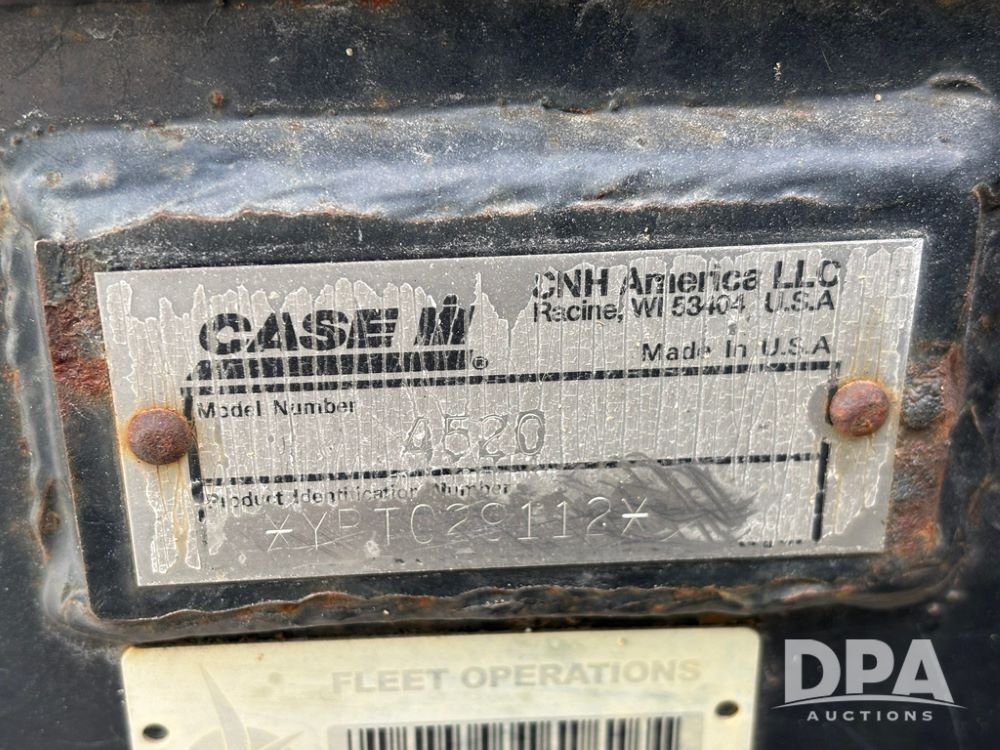 CASE IH®
CNH America LLC
Racine, WI 53404, U.S.A
Made In U.S.A
Model Number
4520
Product Identification Number
FLEET OPERATIONS
DPA
AUCTIONS